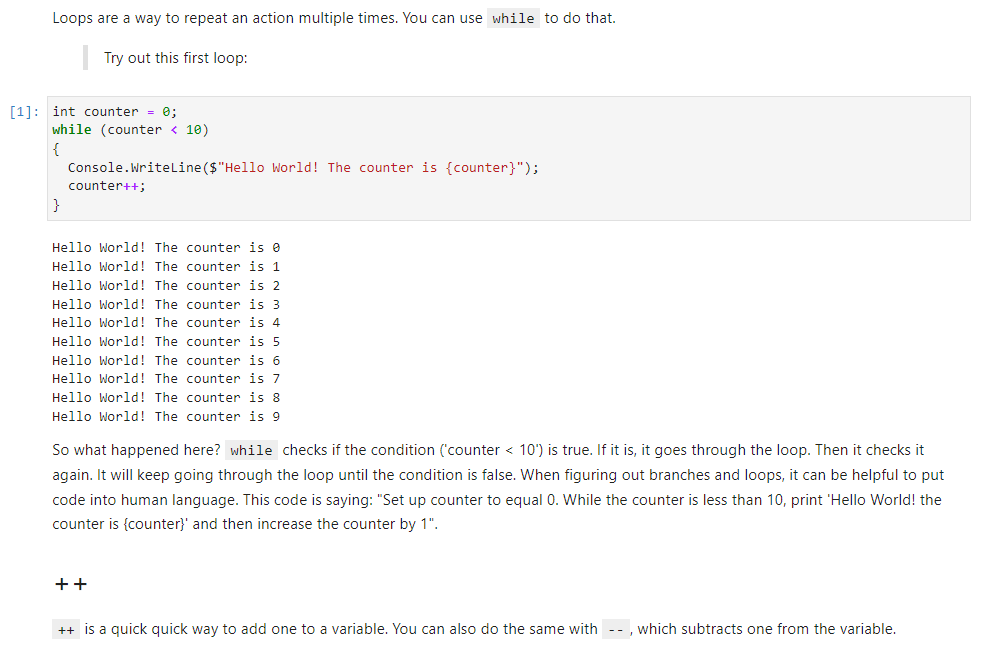 Loops are a way to repeat an action multiple times. You can use while to do that.
Try out this first loop:
[1]: int counter = 0;
while (counter < 10)
{
  Console.WriteLine($"Hello World! The counter is {counter}");
  counter++;
}
Hello World! The counter is 0
Hello World! The counter is 1
Hello World! The counter is 2
Hello World! The counter is 3
Hello World! The counter is 4
Hello World! The counter is 5
Hello World! The counter is 6
Hello World! The counter is 7
Hello World! The counter is 8
Hello World! The counter is 9
So what happened here? while checks if the condition ('counter < 10') is true. If it is, it goes through the loop. Then it checks it
again. It will keep going through the loop until the condition is false. When figuring out branches and loops, it can be helpful to put
code into human language. This code is saying: "Set up counter to equal 0. While the counter is less than 10, print 'Hello World! the
counter is {counter}' and then increase the counter by 1".
++
++ is a quick quick way to add one to a variable. You can also do the same with --, which subtracts one from the variable.